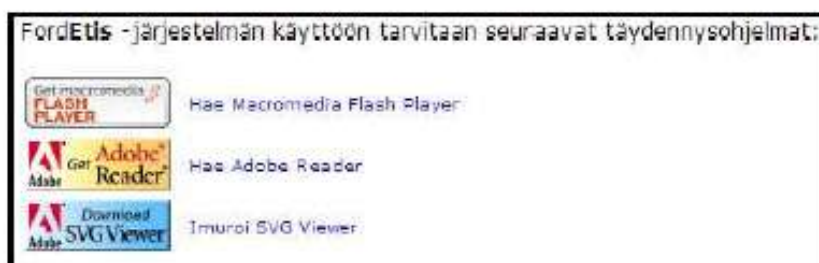 FordEtis -järjestelmän käyttöön tarvitaan seuraavat täydennysohjelmat:
Get macromedia
FLASH
PLAYER
Hae Macromedia Flash Player
Adobe
Get Adobe®
Reader®
Hae Adobe Reader
Adobe
Download
SVG Viewer
Imuroi SVG Viewer